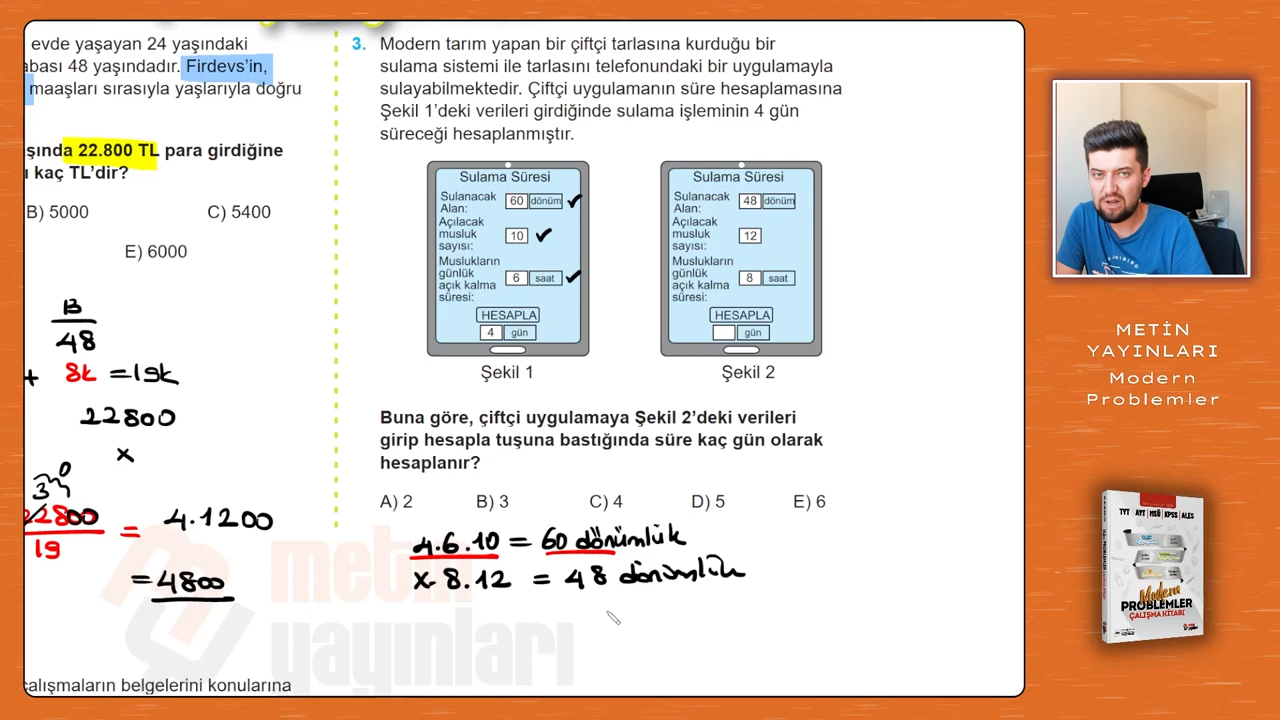 evde yaşayan 24 yaşındaki
abası 48 yaşındadır. Firdevs'in,
maaşları sırasıyla yaşlarıyla doğru
şında 22.800 TL para girdiğine
ı kaç TL'dir?
B) 5000 C) 5400
E) 6000
B
48
+ 8k = 19k
22800
x
22800
19
= 4.1200
= 4800
çalışmaların belgelerini konularına
3. Modern tarım yapan bir çiftçi tarlasına kurduğu bir
sulama sistemi ile tarlasını telefonundaki bir uygulamayla
sulayabilmektedir. Çiftçi uygulamanın süre hesaplamasına
Şekil 1'deki verileri girdiğinde sulama işleminin 4 gün
süreceği hesaplanmıştır.
Sulama Süresi
Sulanacak
Alan:
60 dönüm
Açılacak
musluk
sayısı:
10
Muslukların
günlük
açık kalma
süresi:
6 saat
HESAPLA
4 gün
Şekil 1
Sulama Süresi
Sulanacak
Alan:
48 dönüm
Açılacak
musluk
sayısı:
12
Muslukların
günlük
açık kalma
süresi:
8 saat
HESAPLA
gün
Şekil 2
Buna göre, çiftçi uygulamaya Şekil 2'deki verileri
girip hesapla tuşuna bastığında süre kaç gün olarak
hesaplanır?
A) 2 B) 3 C) 4 D) 5 E) 6
4.6.10 = 60 dönümlük
x 8.12 = 48 dönümlük
metin
yayınları
METİN
YAYINLARI
Modern
Problemler
TYT AYT MSÜ KPSS ALES
Modern
PROBLEMLER
ÇALIŞMA KİTABI